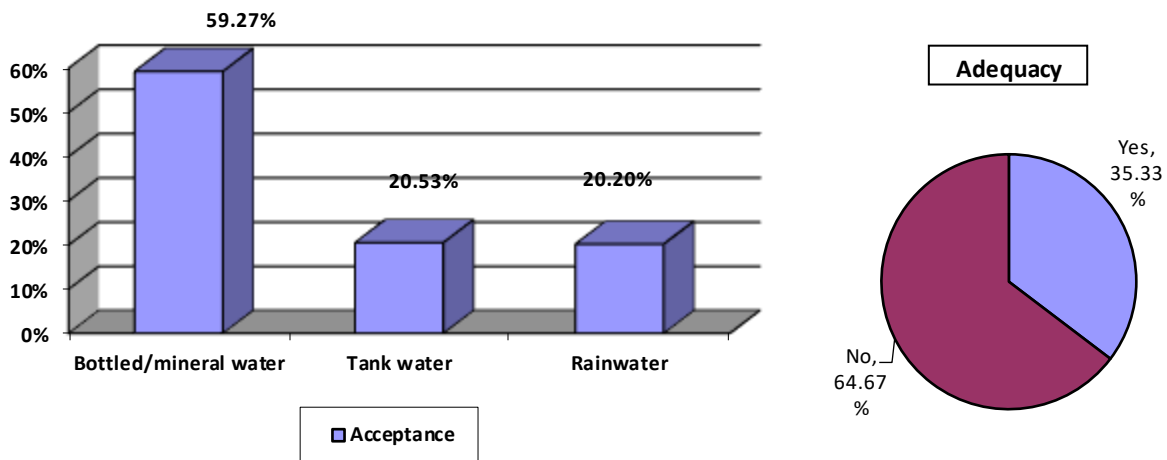 59.27%
60%
50%
40%
30%
20%
10%
0%
20.53%
20.20%
Bottled/mineral water
Tank water
Rainwater
Acceptance
Adequacy
Yes,
35.33
%
No,
64.67
%